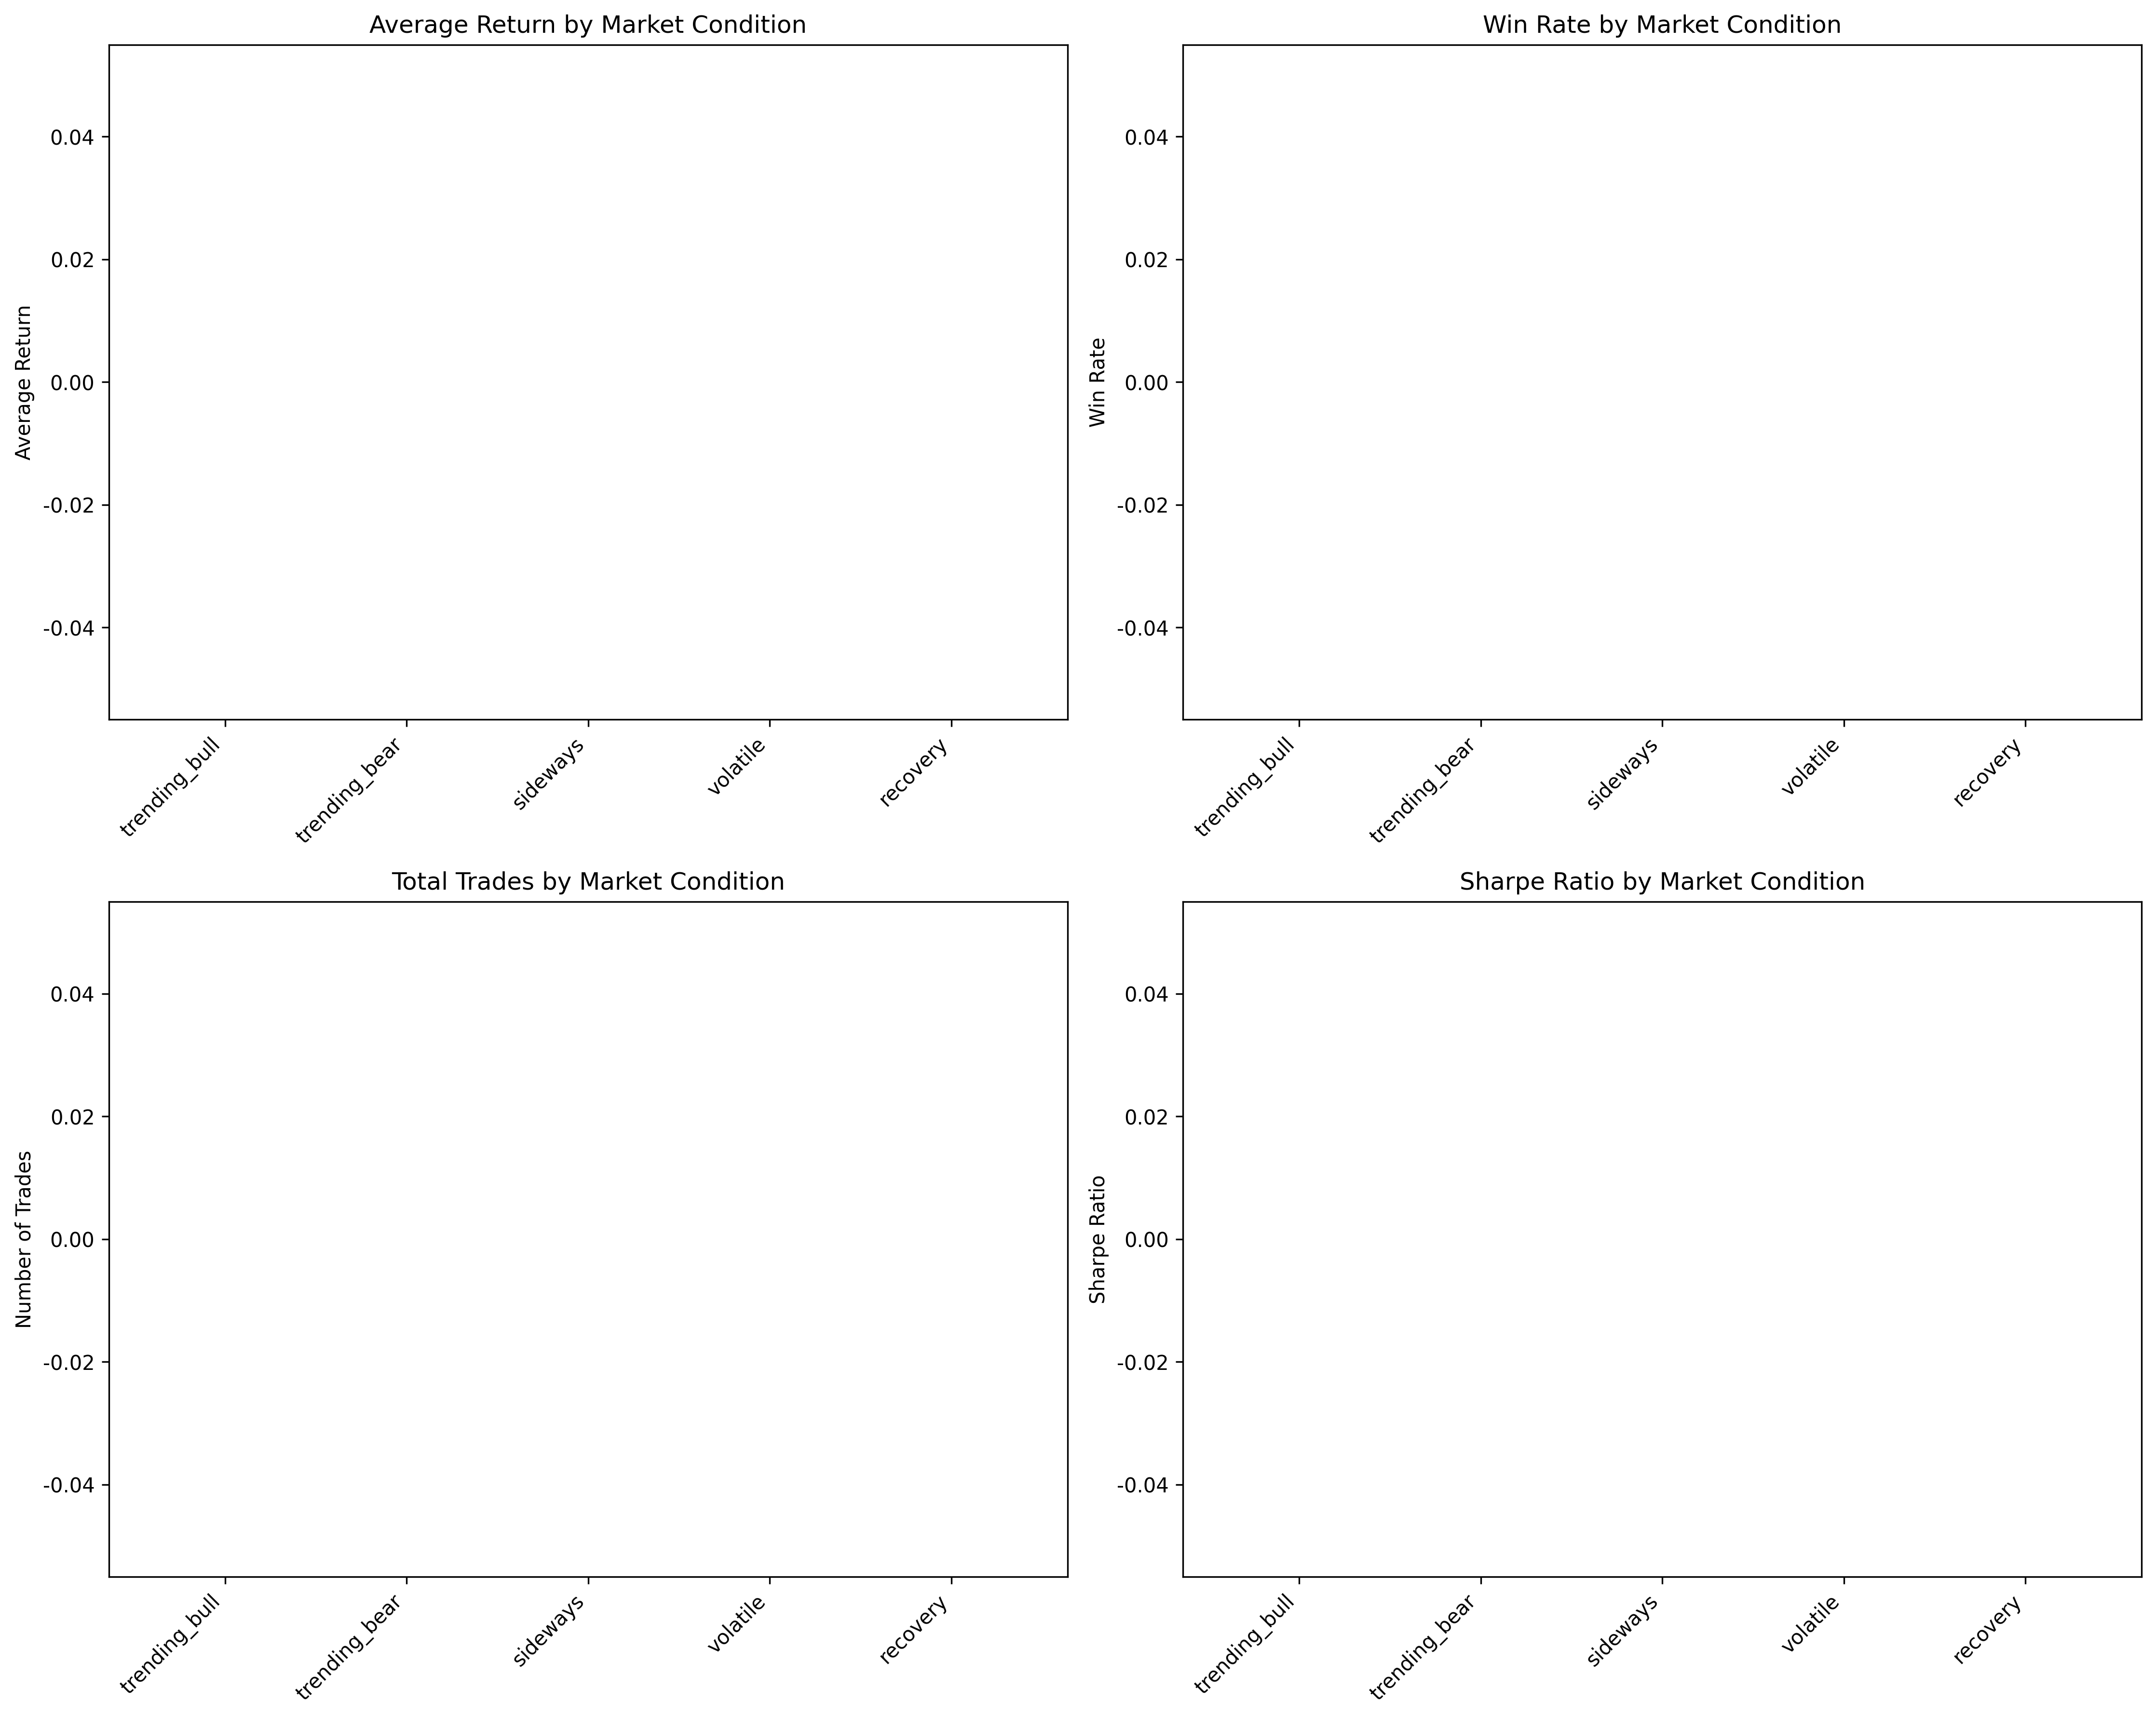 Average Return by Market Condition
Average Return
0.04
0.02
0.00
-0.02
-0.04
trending_bull
trending_bear
sideways
volatile
recovery
Win Rate by Market Condition
Win Rate
0.04
0.02
0.00
-0.02
-0.04
trending_bull
trending_bear
sideways
volatile
recovery
Total Trades by Market Condition
Number of Trades
0.04
0.02
0.00
-0.02
-0.04
trending_bull
trending_bear
sideways
volatile
recovery
Sharpe Ratio by Market Condition
Sharpe Ratio
0.04
0.02
0.00
-0.02
-0.04
trending_bull
trending_bear
sideways
volatile
recovery